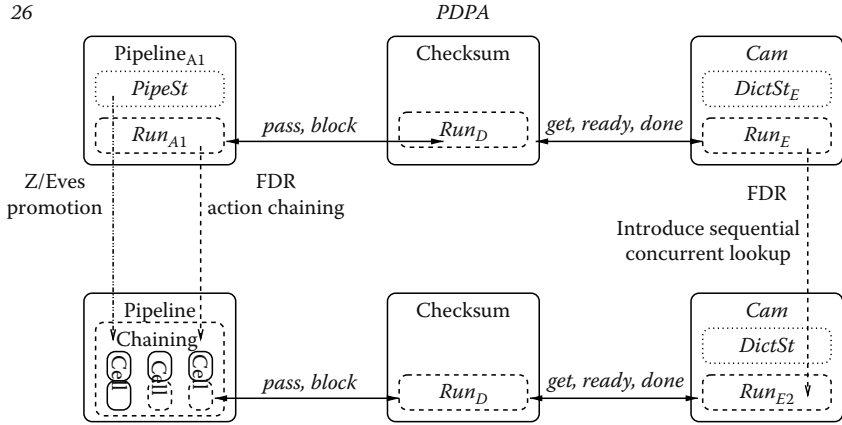 26 PDPA
Pipeline_A1 Checksum Cam
PipeSt DictSt_E
Run_A1 pass, block Run_D get, ready, done Run_E
Z/Eves FDR FDR
promotion action chaining Introduce sequential
concurrent lookup
Pipeline Checksum Cam
Chaining DictSt
Cell Cell Cell pass, block Run_D get, ready, done Run_E2